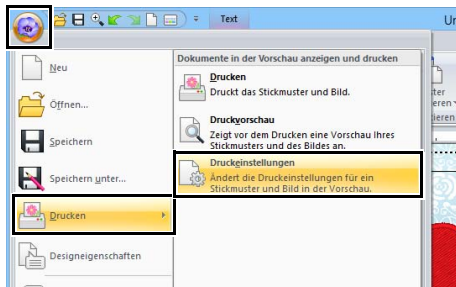 Text
Ur
Neu
Öffnen...
Speichern
Speichern unter...
Drucken
Designeigenschaften
Dokumente in der Vorschau anzeigen und drucken
Drucken
Druckt das Stickmuster und Bild.
Druckvorschau
Zeigt vor dem Drucken eine Vorschau Ihres
Stickmusters und des Bildes an.
Druckeinstellungen
Ändert die Druckeinstellungen für ein
Stickmuster und Bild in der Vorschau.